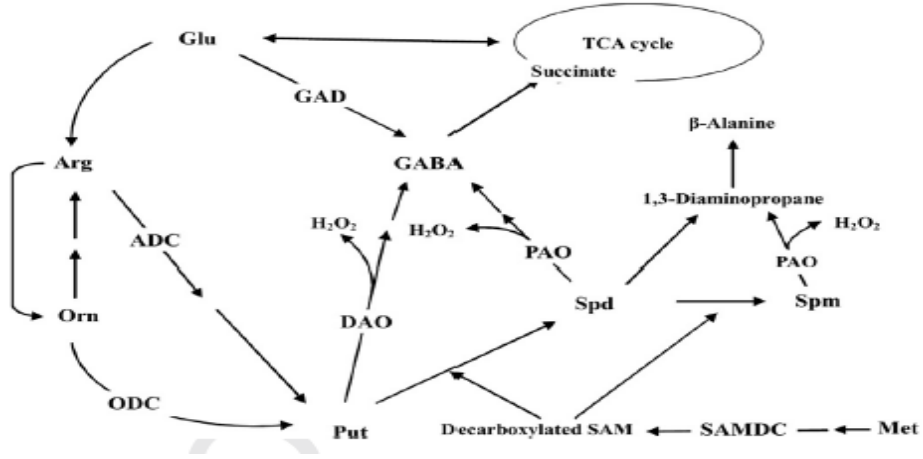 Glu
TCA cycle
Succinate
GAD
β-Alanine
Arg
GABA
1,3-Diaminopropane
H₂O₂
H₂O₂
H₂O₂
ADC
PAO
PAO
Orn
Spd
Spm
DAO
ODC
Put
Decarboxylated SAM
SAMDC
Met